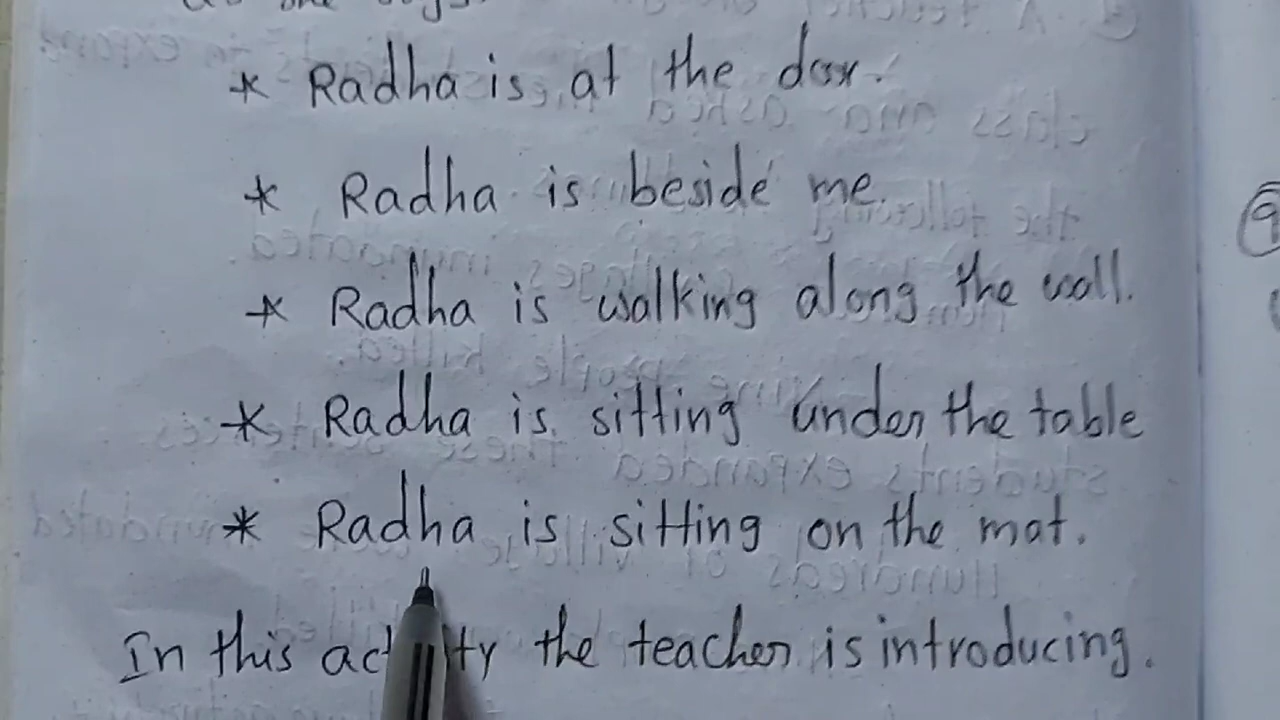 * Radha is at the door.
* Radha is beside me.
* Radha is walking along the wall.
* Radha is sitting under the table
* Radha is sitting on the mat.
In this the teacher is introducing.